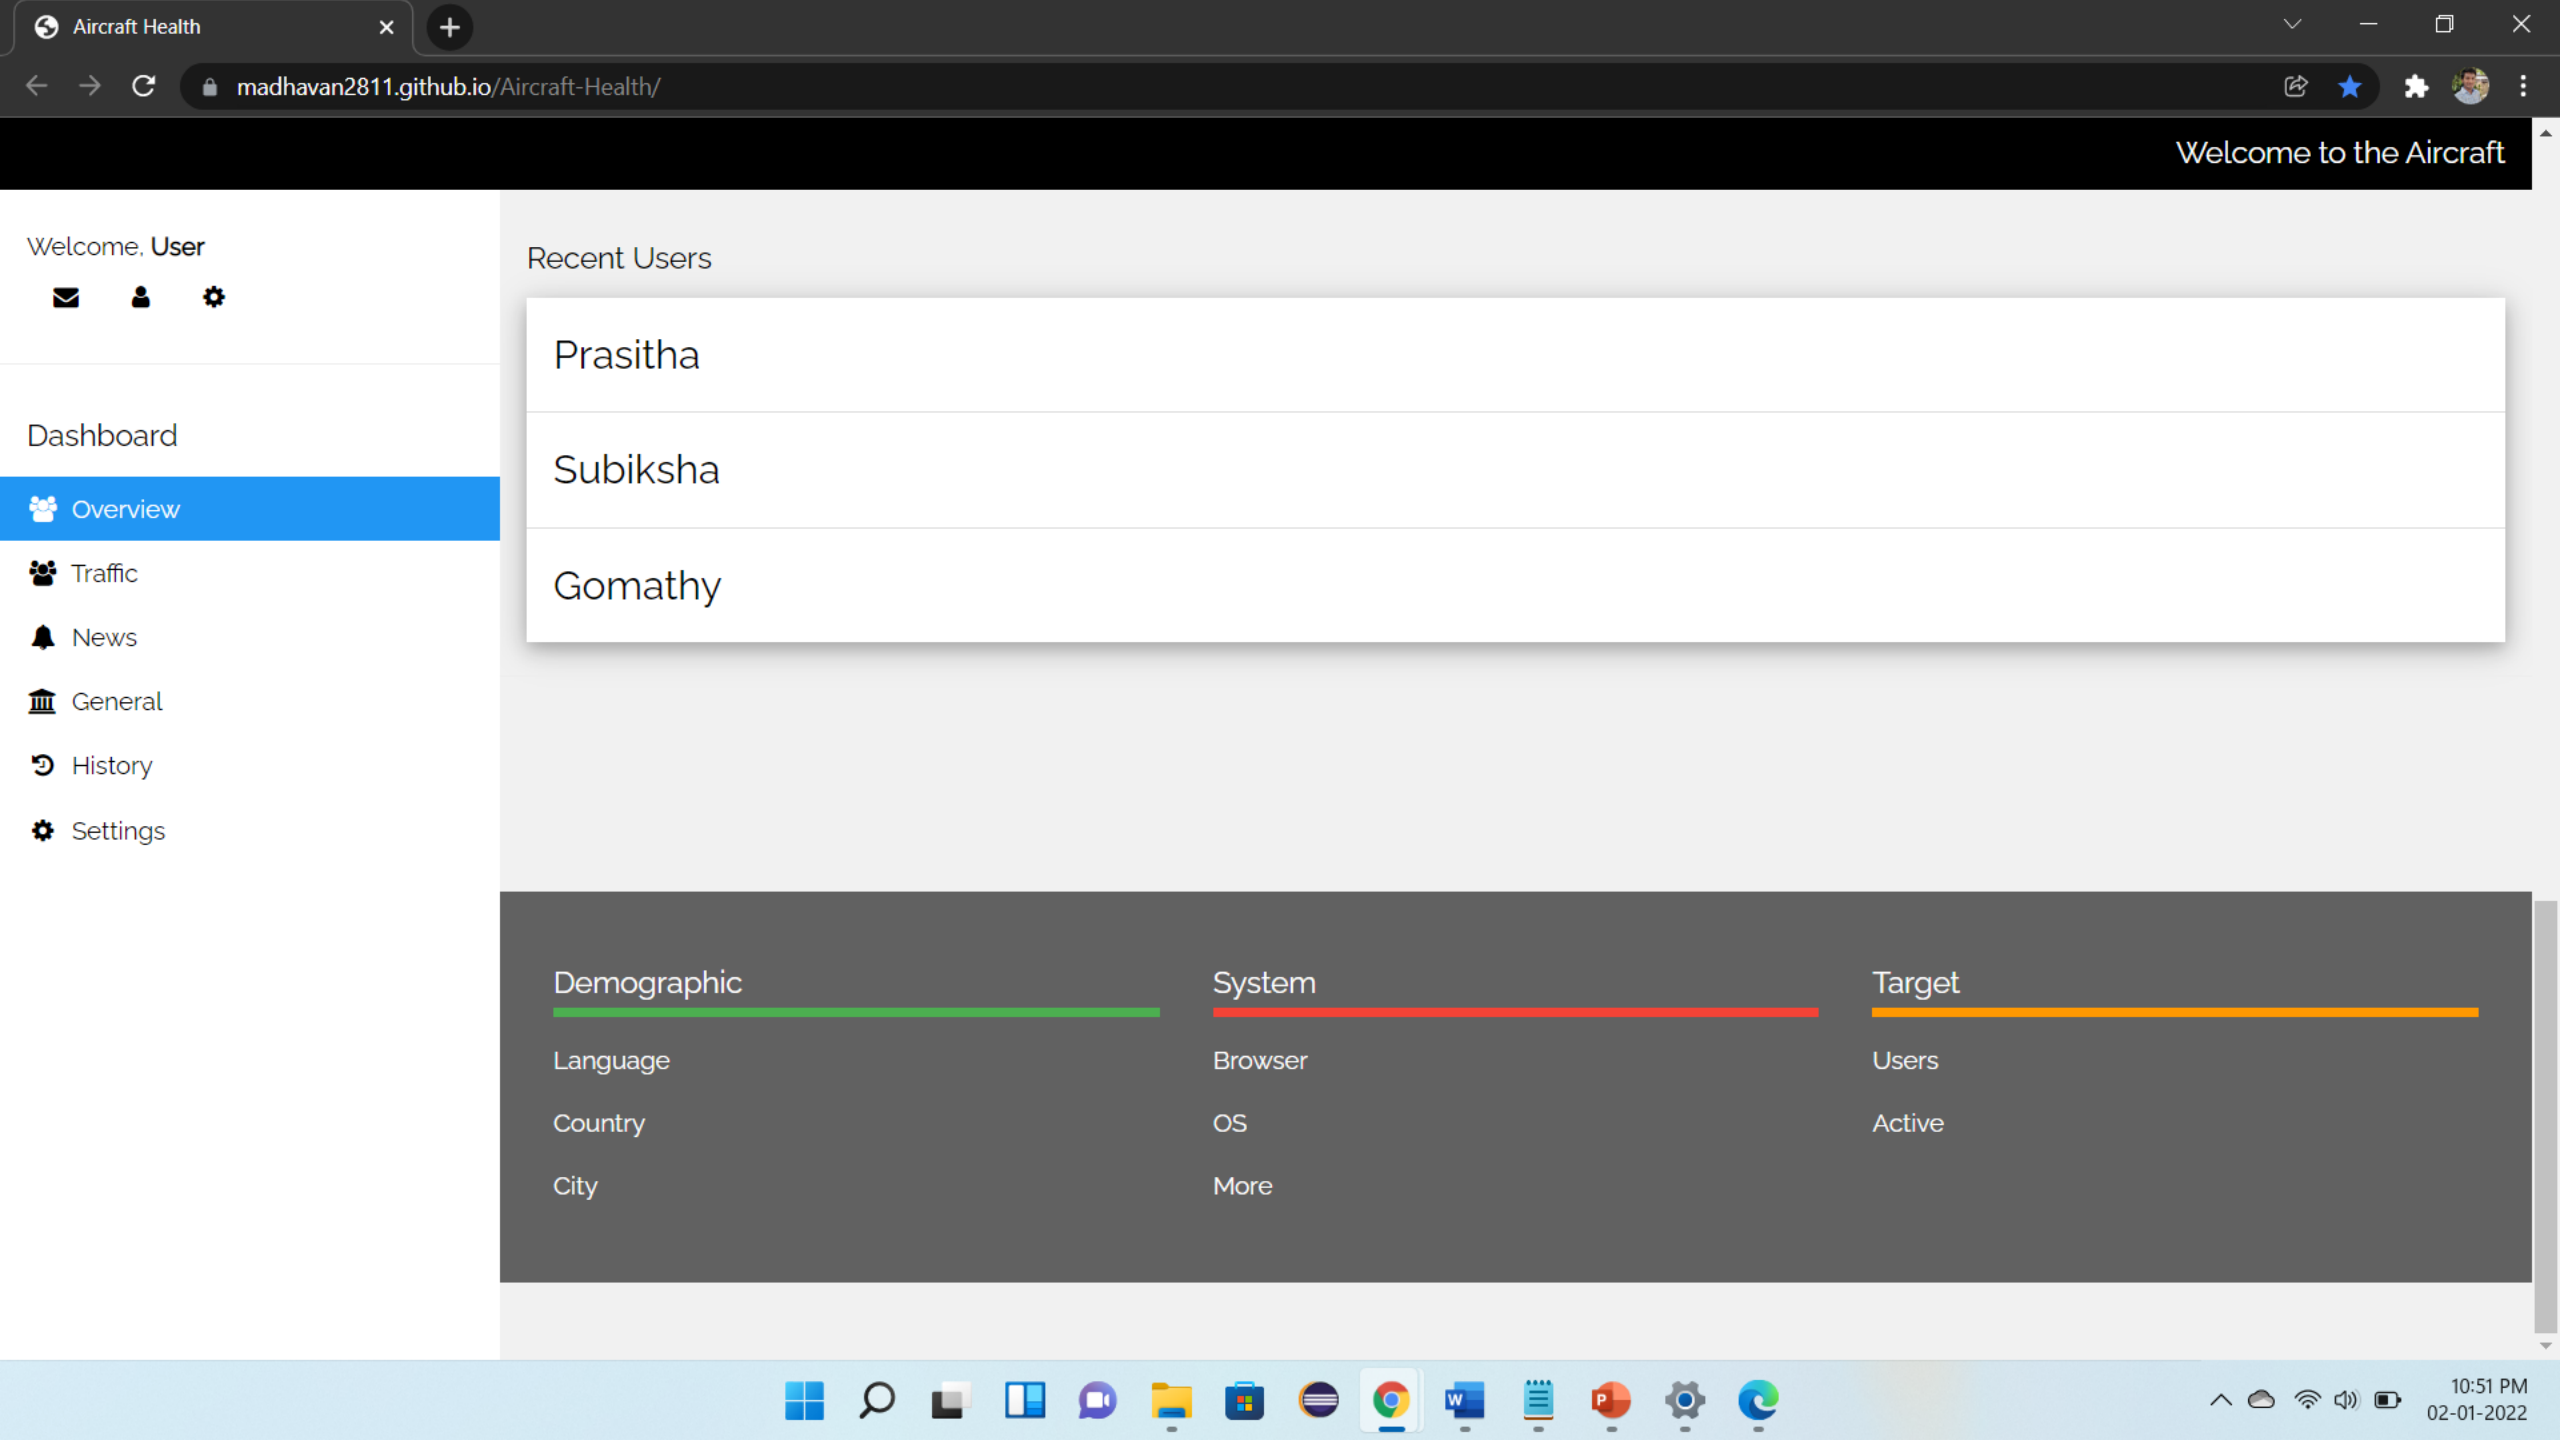 Aircraft Health
madhavan2811.github.io/Aircraft-Health/
Welcome to the Aircraft
Welcome, User
Dashboard
Overview
Traffic
News
General
History
Settings
Recent Users
Prasitha
Subiksha
Gomathy
Demographic
Language
Country
City
System
Browser
OS
More
Target
Users
Active
10:51 PM
02-01-2022